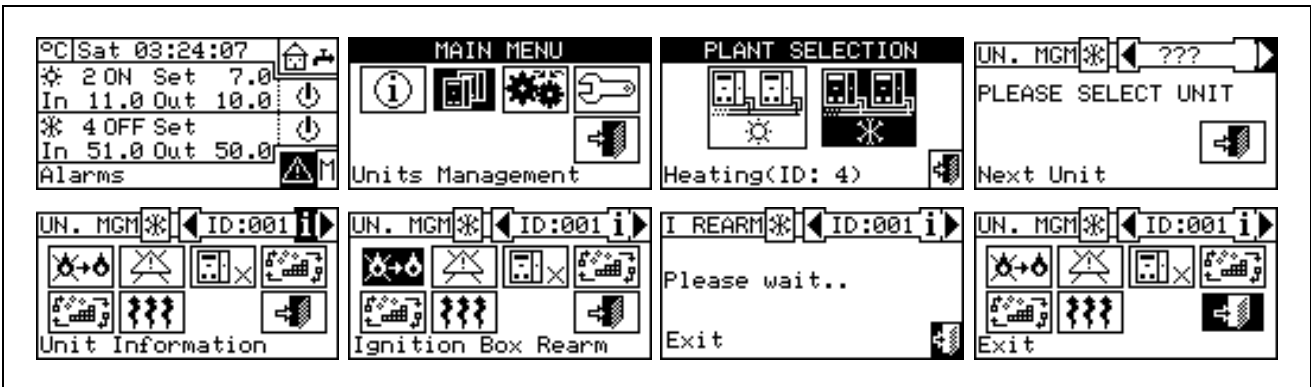 °C Sat 03:24:07
2 ON Set 7.0
In 11.0 Out 10.0
4 OFF Set
In 51.0 Out 50.0
Alarms M
MAIN MENU
Units Management
PLANT SELECTION
Heating(ID: 4)
UN. MGM ???
PLEASE SELECT UNIT
Next Unit
UN. MGM ID:001 i
Unit Information
UN. MGM ID:001 i
Ignition Box Rearm
I REARM ID:001 i
Please wait..
Exit
UN. MGM ID:001 i
Exit